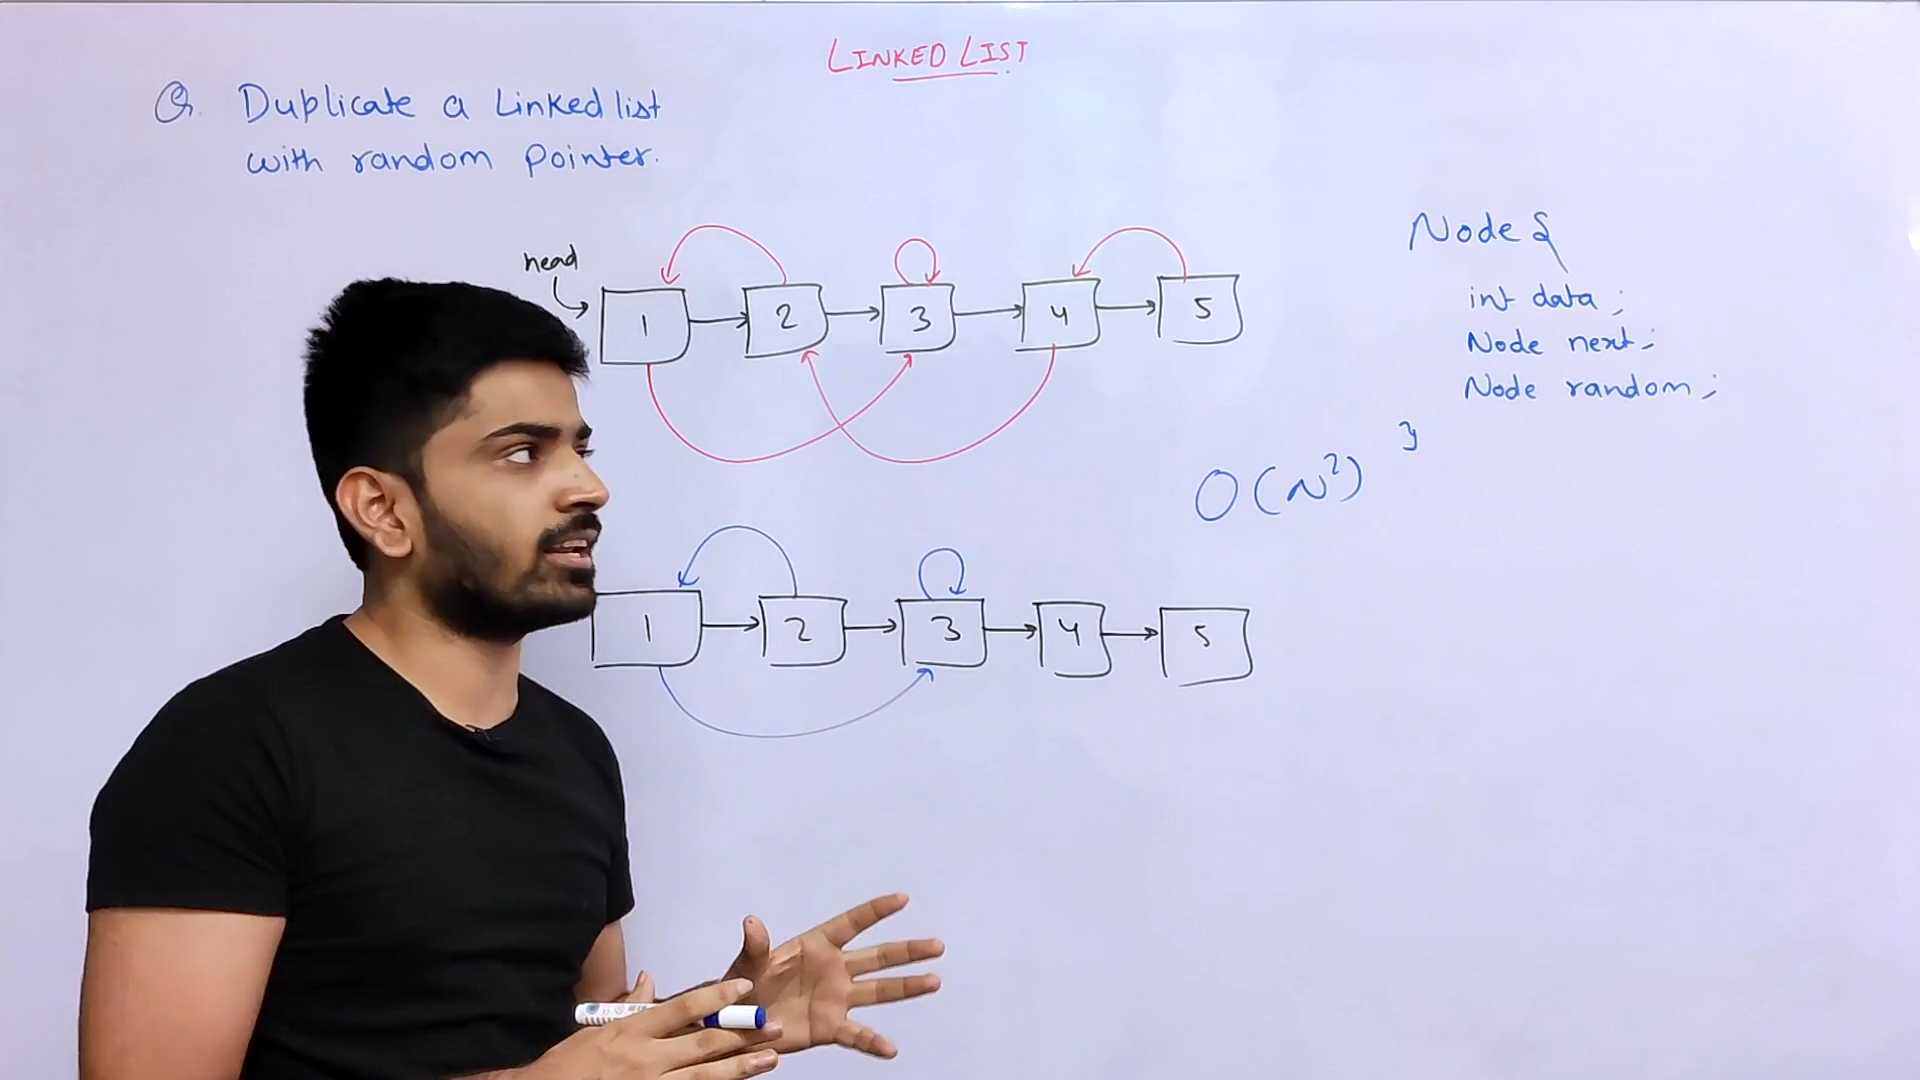 LINKED LIST
Q. Duplicate a Linked list
with random pointer.
head
1 2 3 4 5
Node {
int data ;
Node next ;
Node random ;
}
O(N²)
1 2 3 4 5